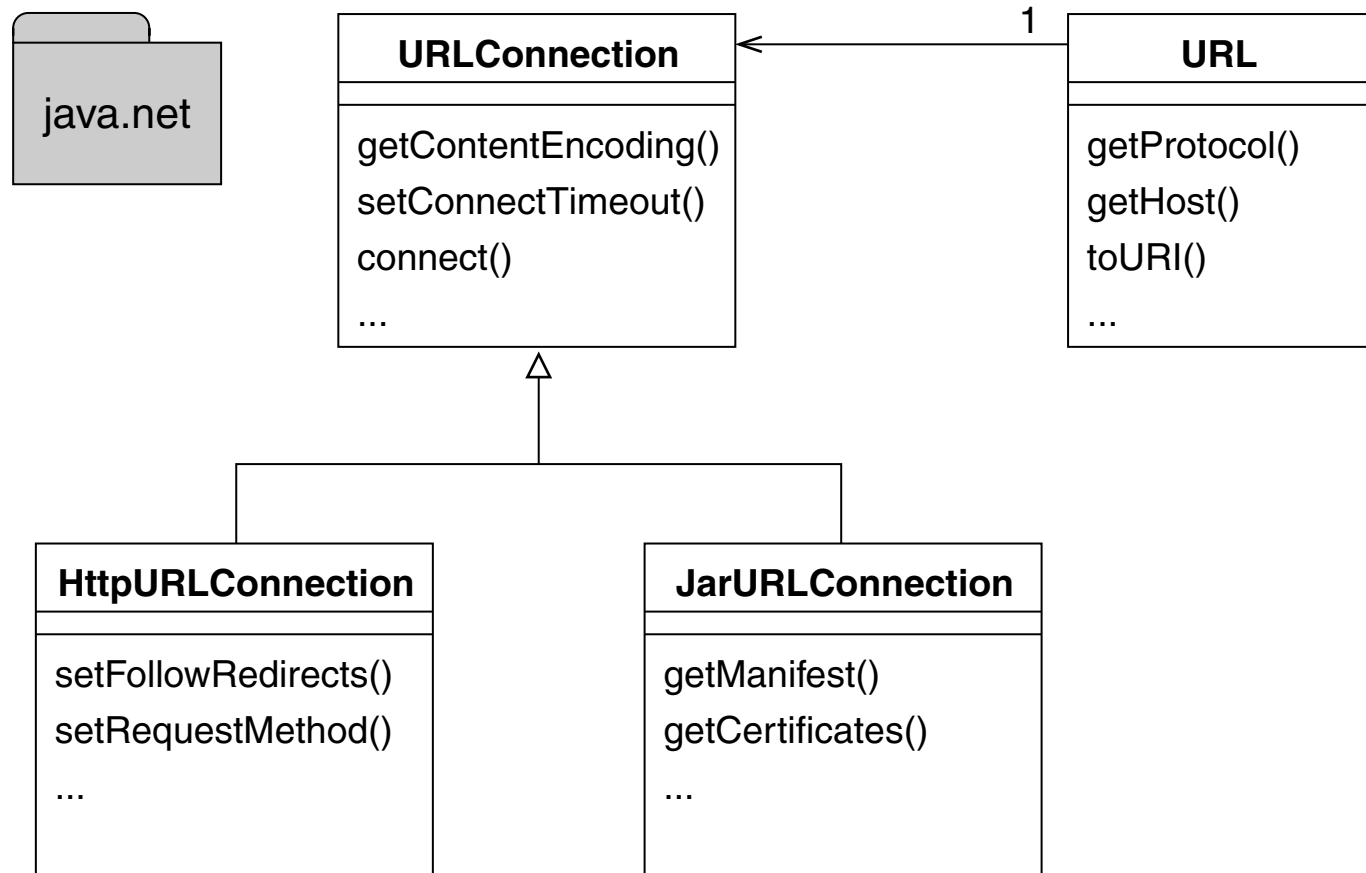 java.net
URLConnection
getContentEncoding()
setConnectTimeout()
connect()
...
1
URL
getProtocol()
getHost()
toURI()
...
HttpURLConnection
setFollowRedirects()
setRequestMethod()
...
JarURLConnection
getManifest()
getCertificates()
...